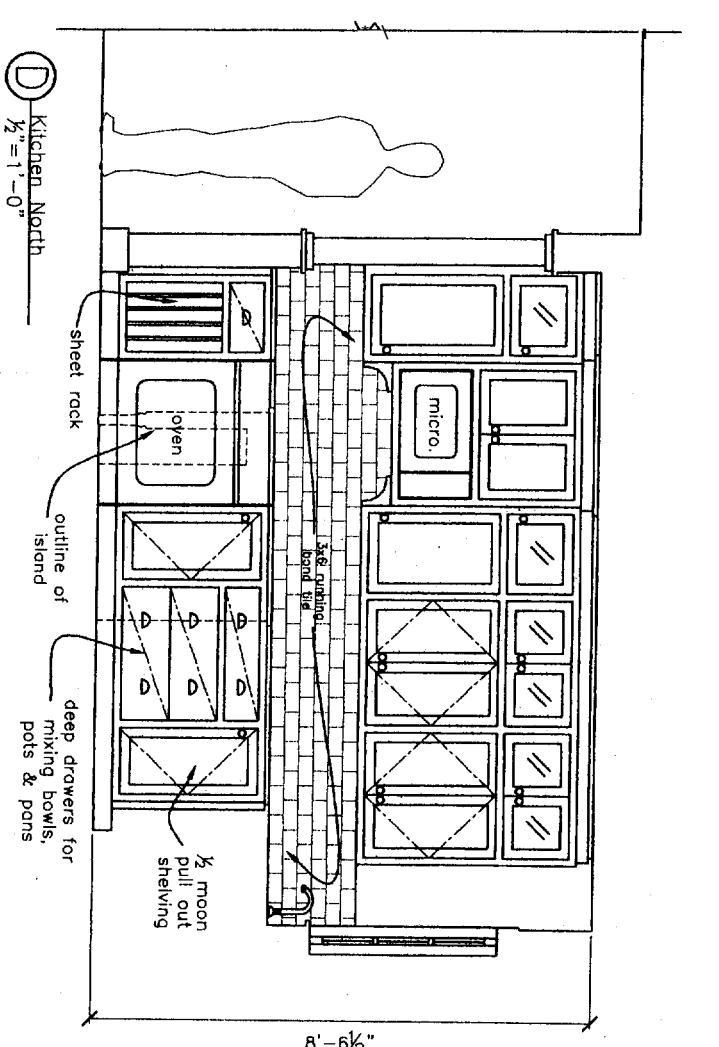 micro.
3x6 running
bond tile
oven
sheet rack
outline of
island
deep drawers for
mixing bowls,
pots & pans
½ moon
pull out
shelving
8'-6½"
D
Kitchen North
½"=1'-0"